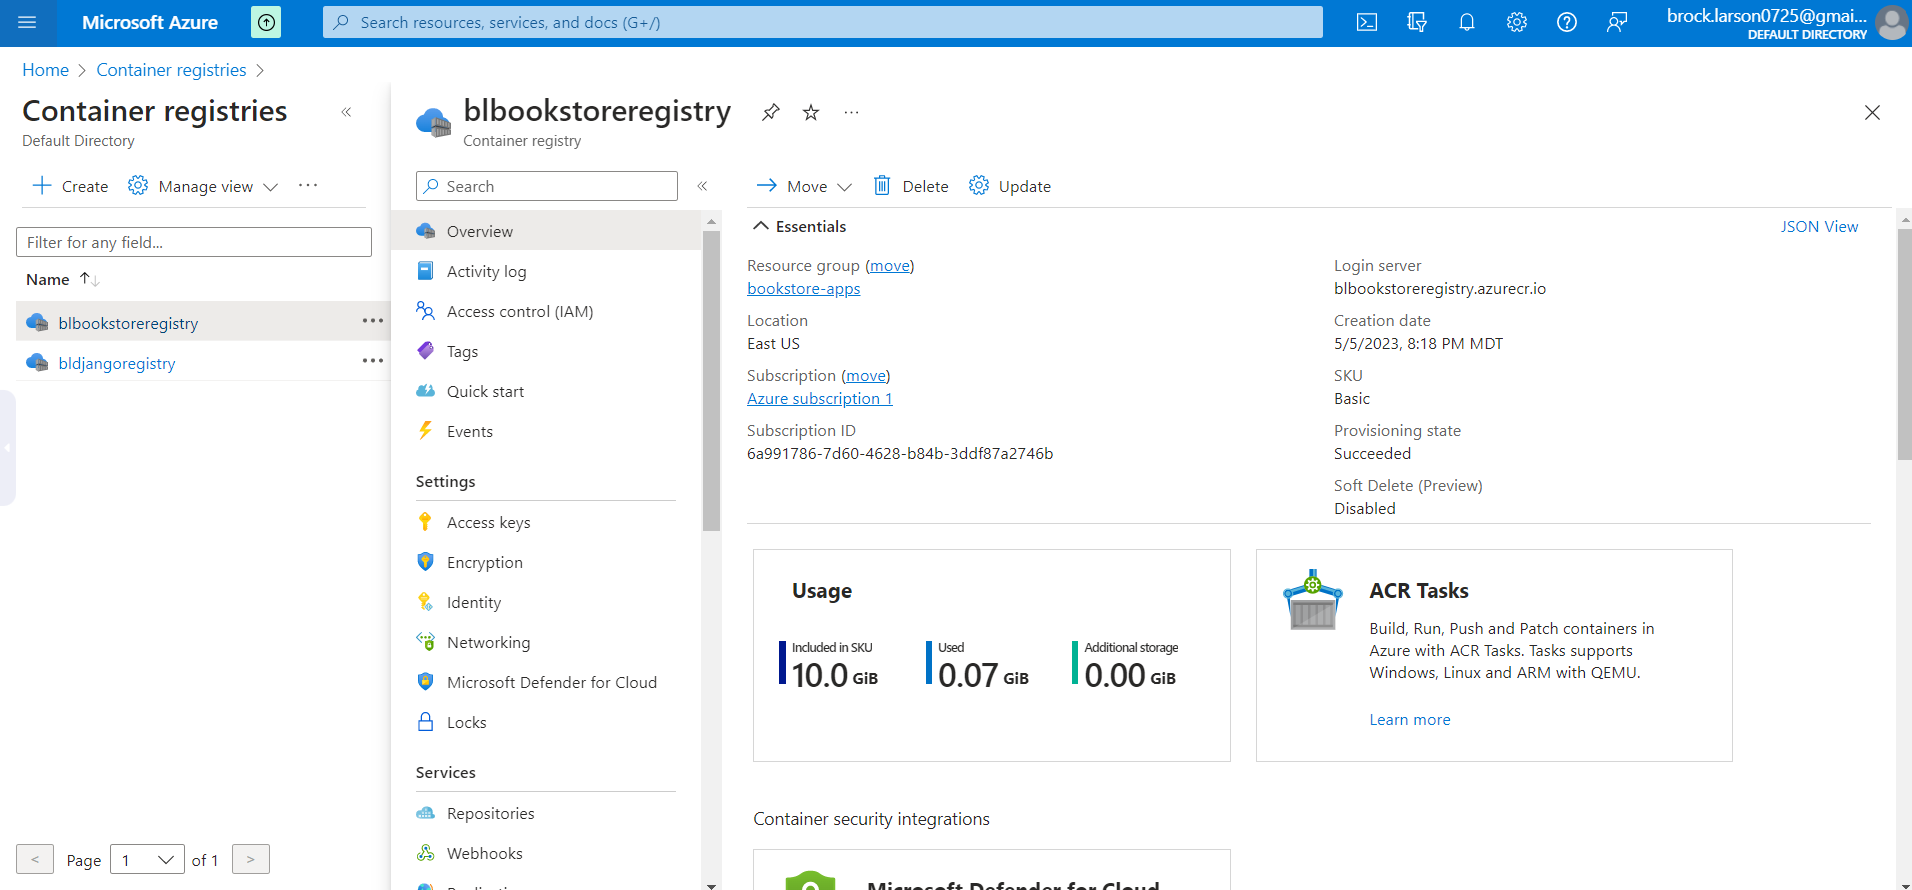 Microsoft Azure
Search resources, services, and docs (G+/)
brock.larson0725@gmai...
DEFAULT DIRECTORY
Home
Container registries
Container registries
Default Directory
Create
Manage view
Filter for any field...
Name
blbookstoreregistry
bldjangoregistry
< Page 1 of 1 >
blbookstoreregistry
Container registry
Search
Overview
Activity log
Access control (IAM)
Tags
Quick start
Events
Settings
Access keys
Encryption
Identity
Networking
Microsoft Defender for Cloud
Locks
Services
Repositories
Webhooks
Move
Delete
Update
Essentials
JSON View
Resource group (move)
bookstore-apps
Location
East US
Subscription (move)
Azure subscription 1
Subscription ID
6a991786-7d60-4628-b84b-3ddf87a2746b
Login server
blbookstoreregistry.azurecr.io
Creation date
5/5/2023, 8:18 PM MDT
SKU
Basic
Provisioning state
Succeeded
Soft Delete (Preview)
Disabled
Usage
Included in SKU
10.0 GiB
Used
0.07 GiB
Additional storage
0.00 GiB
ACR Tasks
Build, Run, Push and Patch containers in
Azure with ACR Tasks. Tasks supports
Windows, Linux and ARM with QEMU.
Learn more
Container security integrations
Microsoft Defender for Cloud